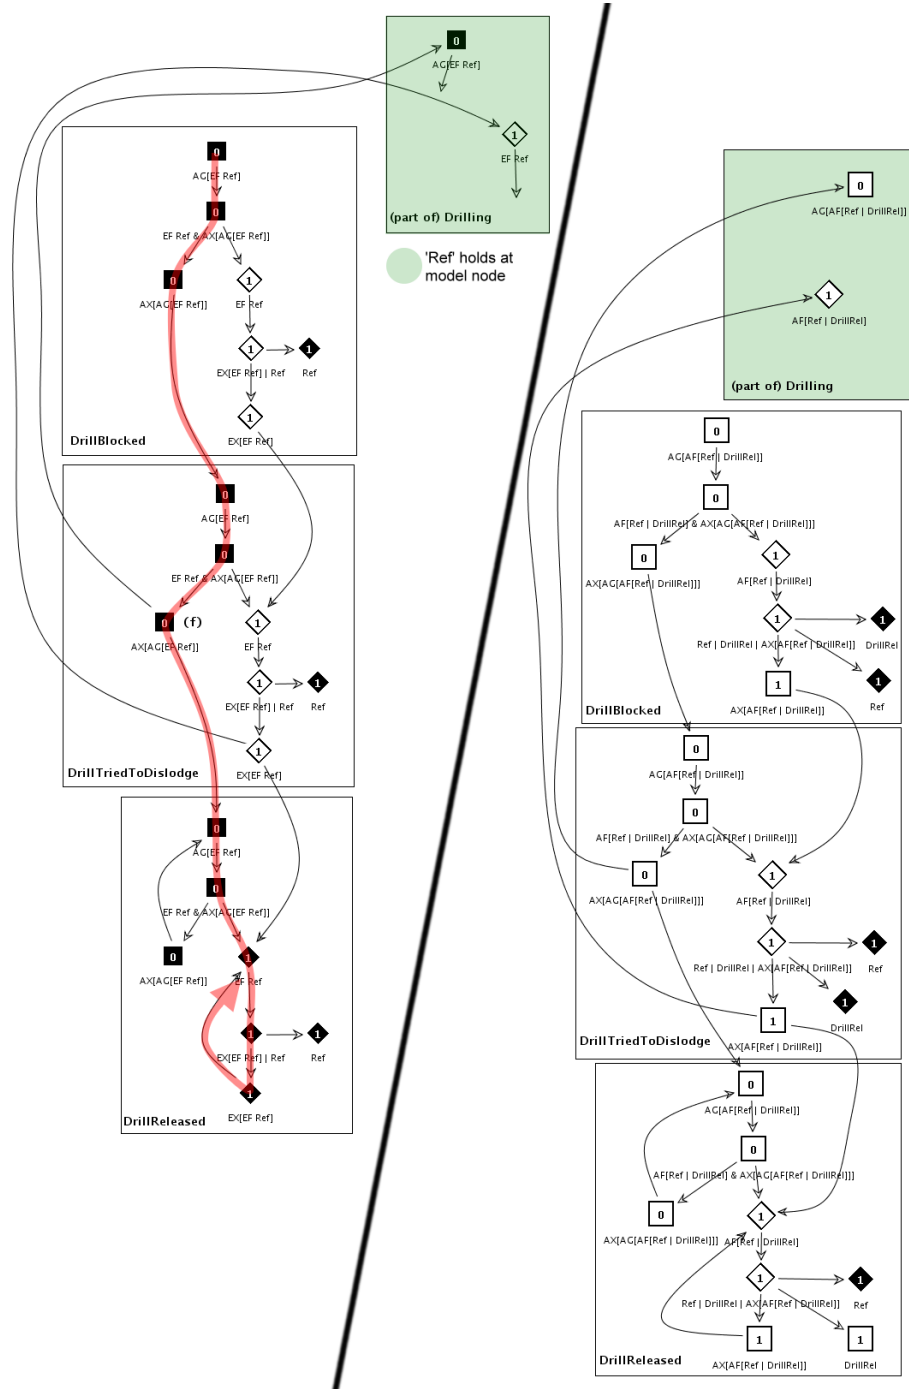 0
AG[EF Ref]
1
EF Ref
(part of) Drilling
'Ref' holds at
model node
0
AG[EF Ref]
0
EF Ref & AX[AG[EF Ref]]
0
AX[AG[EF Ref]]
1
EF Ref
1
EX[EF Ref] | Ref
1
Ref
1
EX[EF Ref]
DrillBlocked
0
AG[EF Ref]
0
EF Ref & AX[AG[EF Ref]]
0
(f)
AX[AG[EF Ref]]
1
EF Ref
1
EX[EF Ref] | Ref
1
Ref
1
EX[EF Ref]
DrillTriedToDislodge
0
AG[EF Ref]
0
EF Ref & AX[AG[EF Ref]]
0
AX[AG[EF Ref]]
1
EF Ref
1
EX[EF Ref] | Ref
1
Ref
1
EX[EF Ref]
DrillReleased
0
AG[AF[Ref | DrillRel]]
1
AF[Ref | DrillRel]
(part of) Drilling
0
AG[AF[Ref | DrillRel]]
0
AF[Ref | DrillRel] & AX[AG[AF[Ref | DrillRel]]]
0
AX[AG[AF[Ref | DrillRel]]]
1
AF[Ref | DrillRel]
1
Ref | DrillRel | AX[AF[Ref | DrillRel]]
1
DrillRel
1
Ref
1
AX[AF[Ref | DrillRel]]
DrillBlocked
0
AG[AF[Ref | DrillRel]]
0
AF[Ref | DrillRel] & AX[AG[AF[Ref | DrillRel]]]
0
AX[AG[AF[Ref | DrillRel]]]
1
AF[Ref | DrillRel]
1
Ref | DrillRel | AX[AF[Ref | DrillRel]]
1
Ref
1
DrillRel
1
AX[AF[Ref | DrillRel]]
DrillTriedToDislodge
0
AG[AF[Ref | DrillRel]]
0
AF[Ref | DrillRel] & AX[AG[AF[Ref | DrillRel]]]
0
AX[AG[AF[Ref | DrillRel]]]
1
AF[Ref | DrillRel]
1
Ref | DrillRel | AX[AF[Ref | DrillRel]]
1
Ref
1
DrillRel
1
AX[AF[Ref | DrillRel]]
DrillReleased